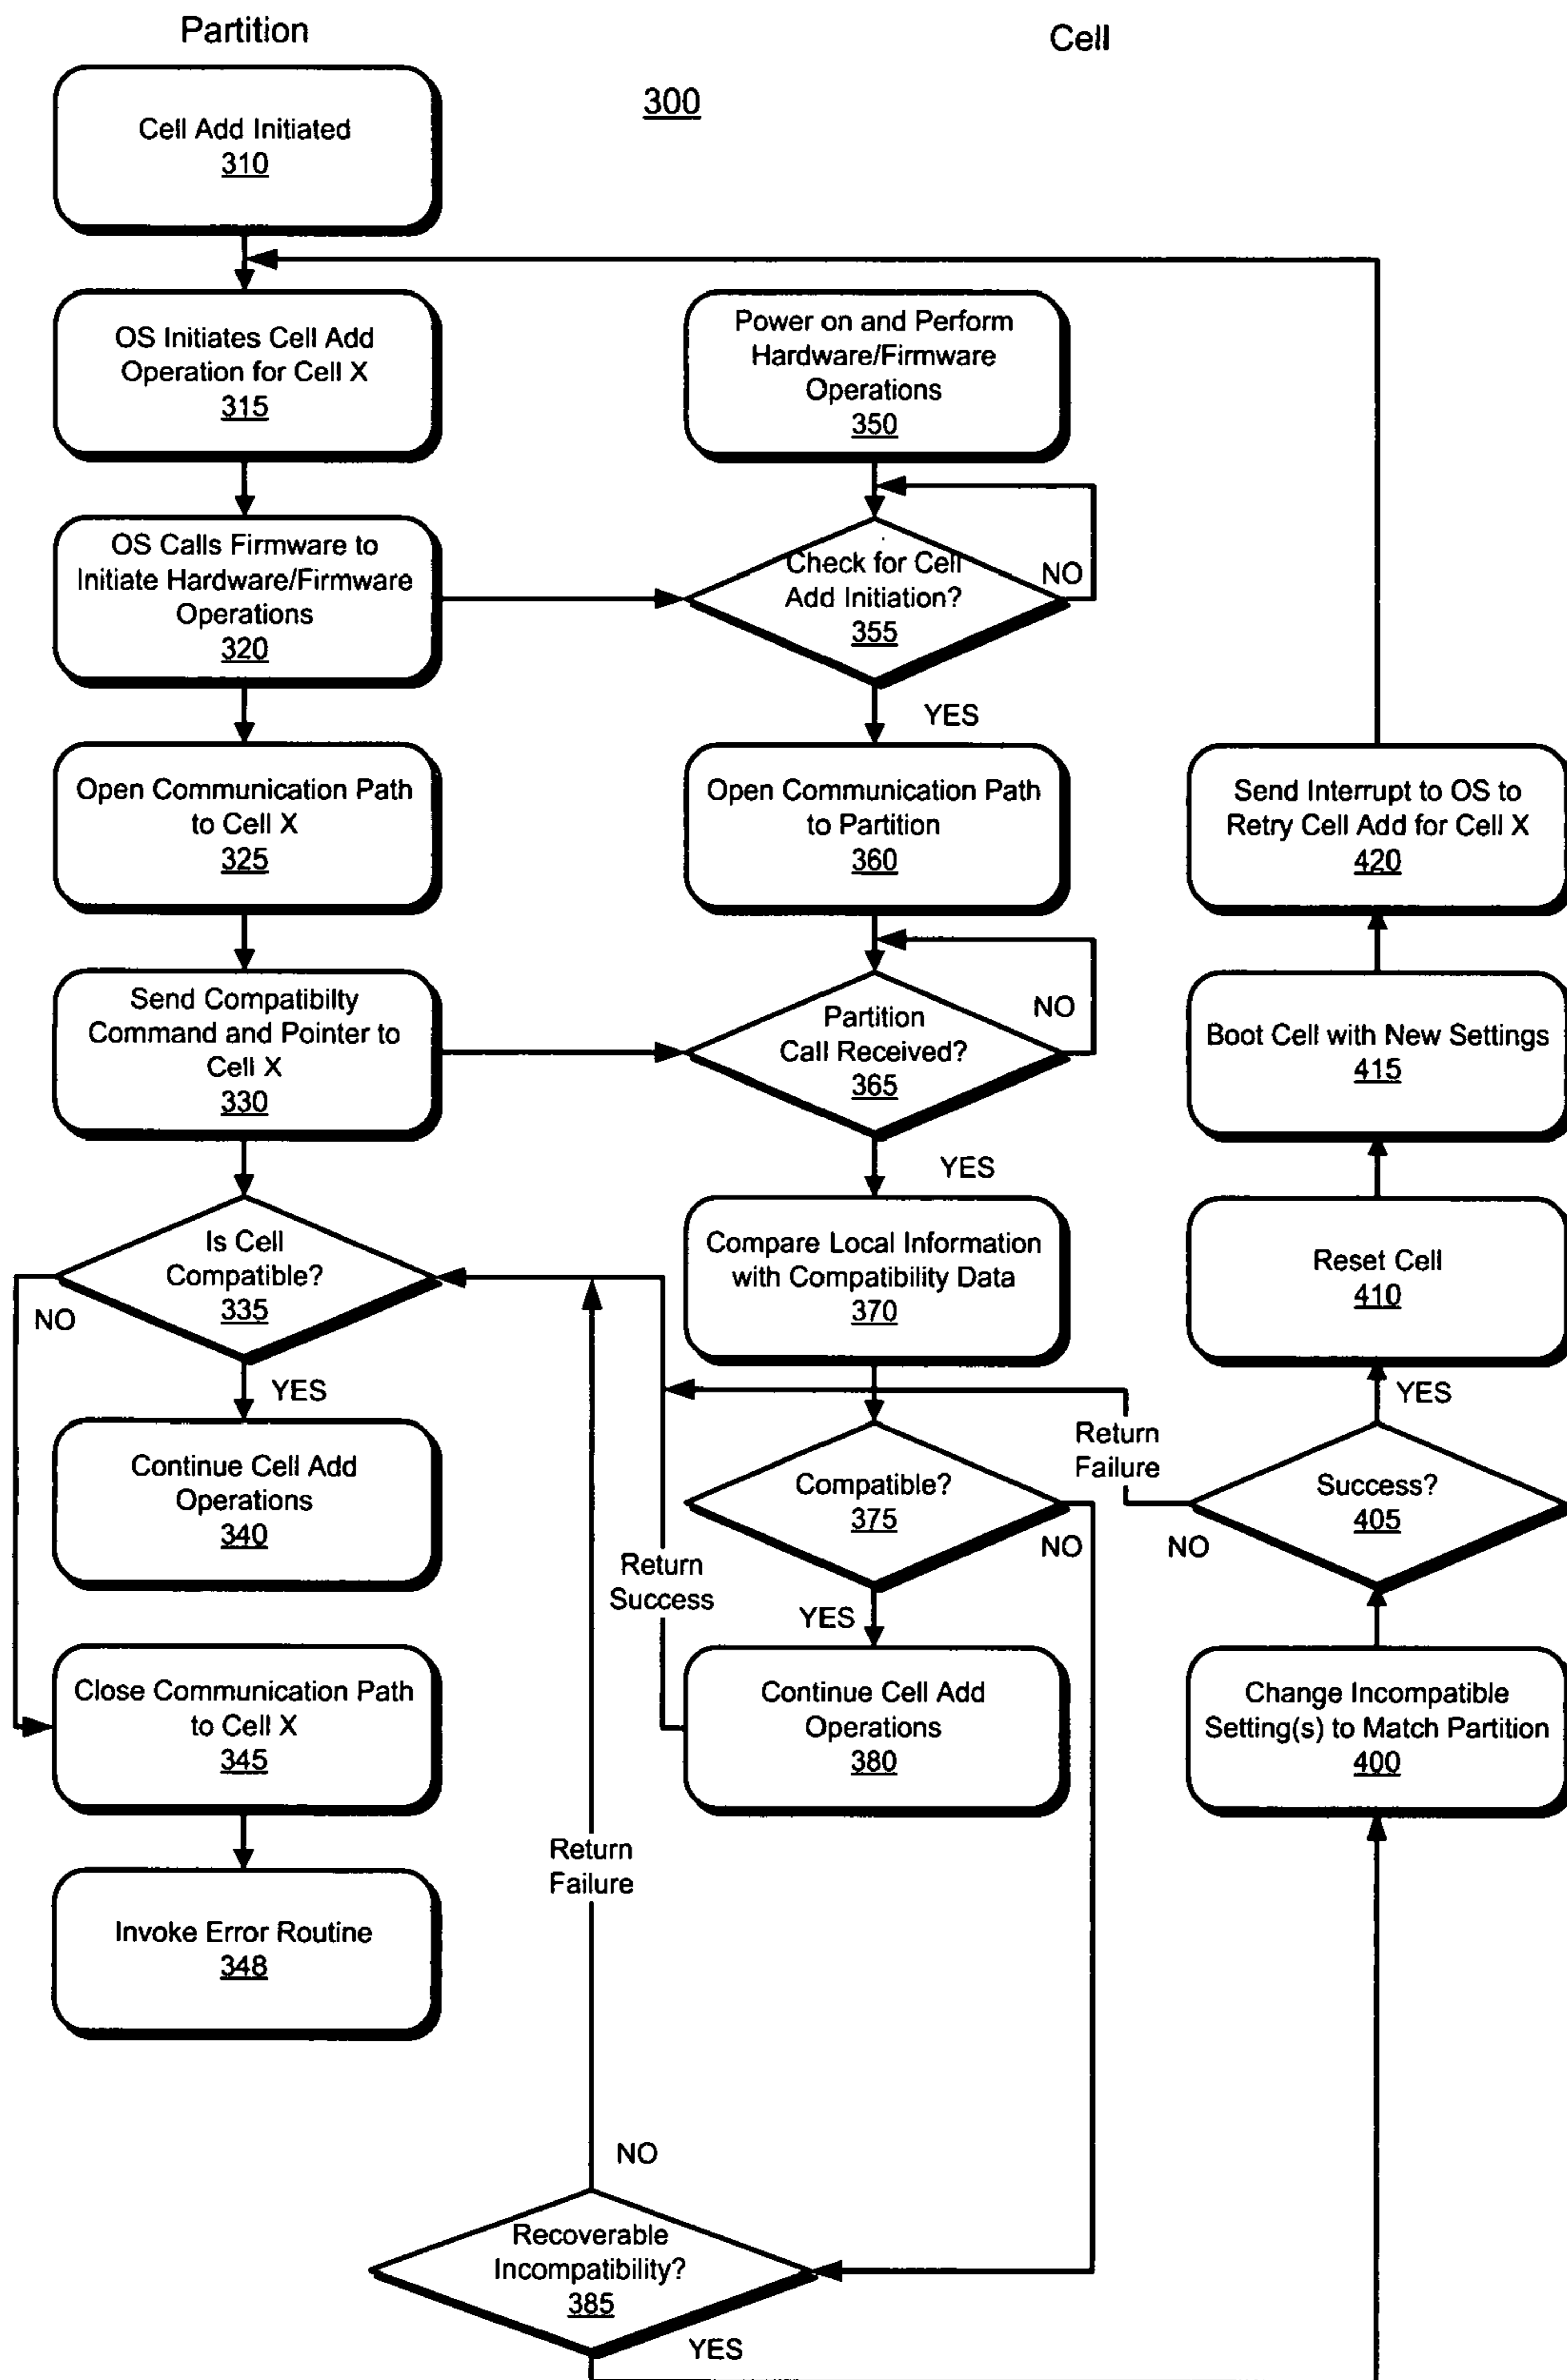 Partition
Cell
300
Cell Add Initiated
310
OS Initiates Cell Add
Operation for Cell X
315
OS Calls Firmware to
Initiate Hardware/Firmware
Operations
320
Open Communication Path
to Cell X
325
Send Compatibilty
Command and Pointer to
Cell X
330
Is Cell
Compatible?
335
NO
YES
Continue Cell Add
Operations
340
Close Communication Path
to Cell X
345
Invoke Error Routine
348
Power on and Perform
Hardware/Firmware
Operations
350
Check for Cell
Add Initiation?
355
NO
YES
Open Communication Path
to Partition
360
Partition
Call Received?
365
NO
YES
Compare Local Information
with Compatibility Data
370
Compatible?
375
NO
YES
Return
Success
Continue Cell Add
Operations
380
Return
Failure
NO
Recoverable
Incompatibility?
385
YES
Send Interrupt to OS to
Retry Cell Add for Cell X
420
Boot Cell with New Settings
415
Reset Cell
410
YES
Return
Failure
Success?
405
NO
Change Incompatible
Setting(s) to Match Partition
400